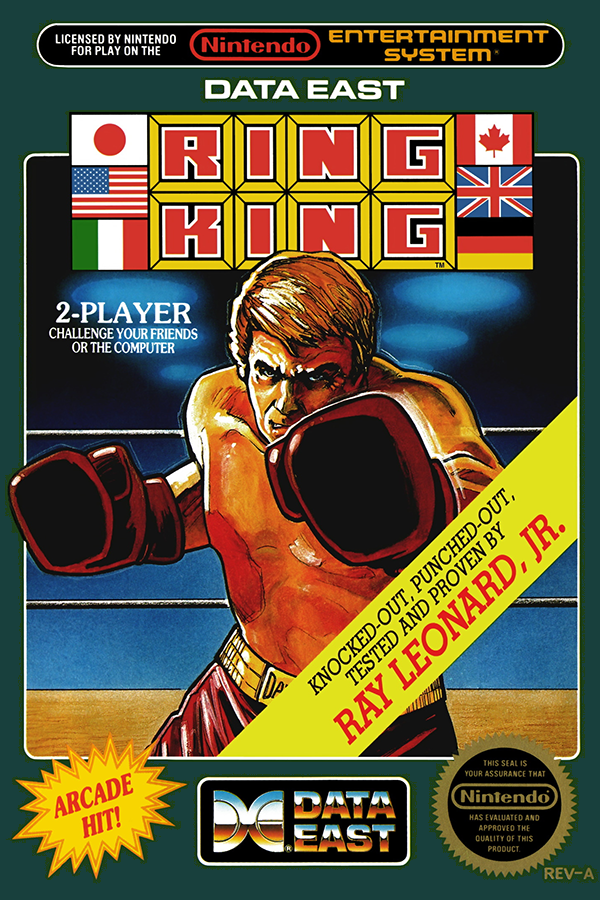 LICENSED BY NINTENDO
FOR PLAY ON THE
Nintendo
ENTERTAINMENT
SYSTEM®
DATA EAST
RING
KING
TM
2-PLAYER
CHALLENGE YOUR FRIENDS
OR THE COMPUTER
KNOCKED-OUT, PUNCHED-OUT,
TESTED AND PROVEN BY
RAY LEONARD, JR.
ARCADE
HIT!
DATA
EAST
®
THIS SEAL IS
YOUR ASSURANCE THAT
Nintendo
HAS EVALUATED AND
APPROVED THE
QUALITY OF THIS
PRODUCT.
REV-A